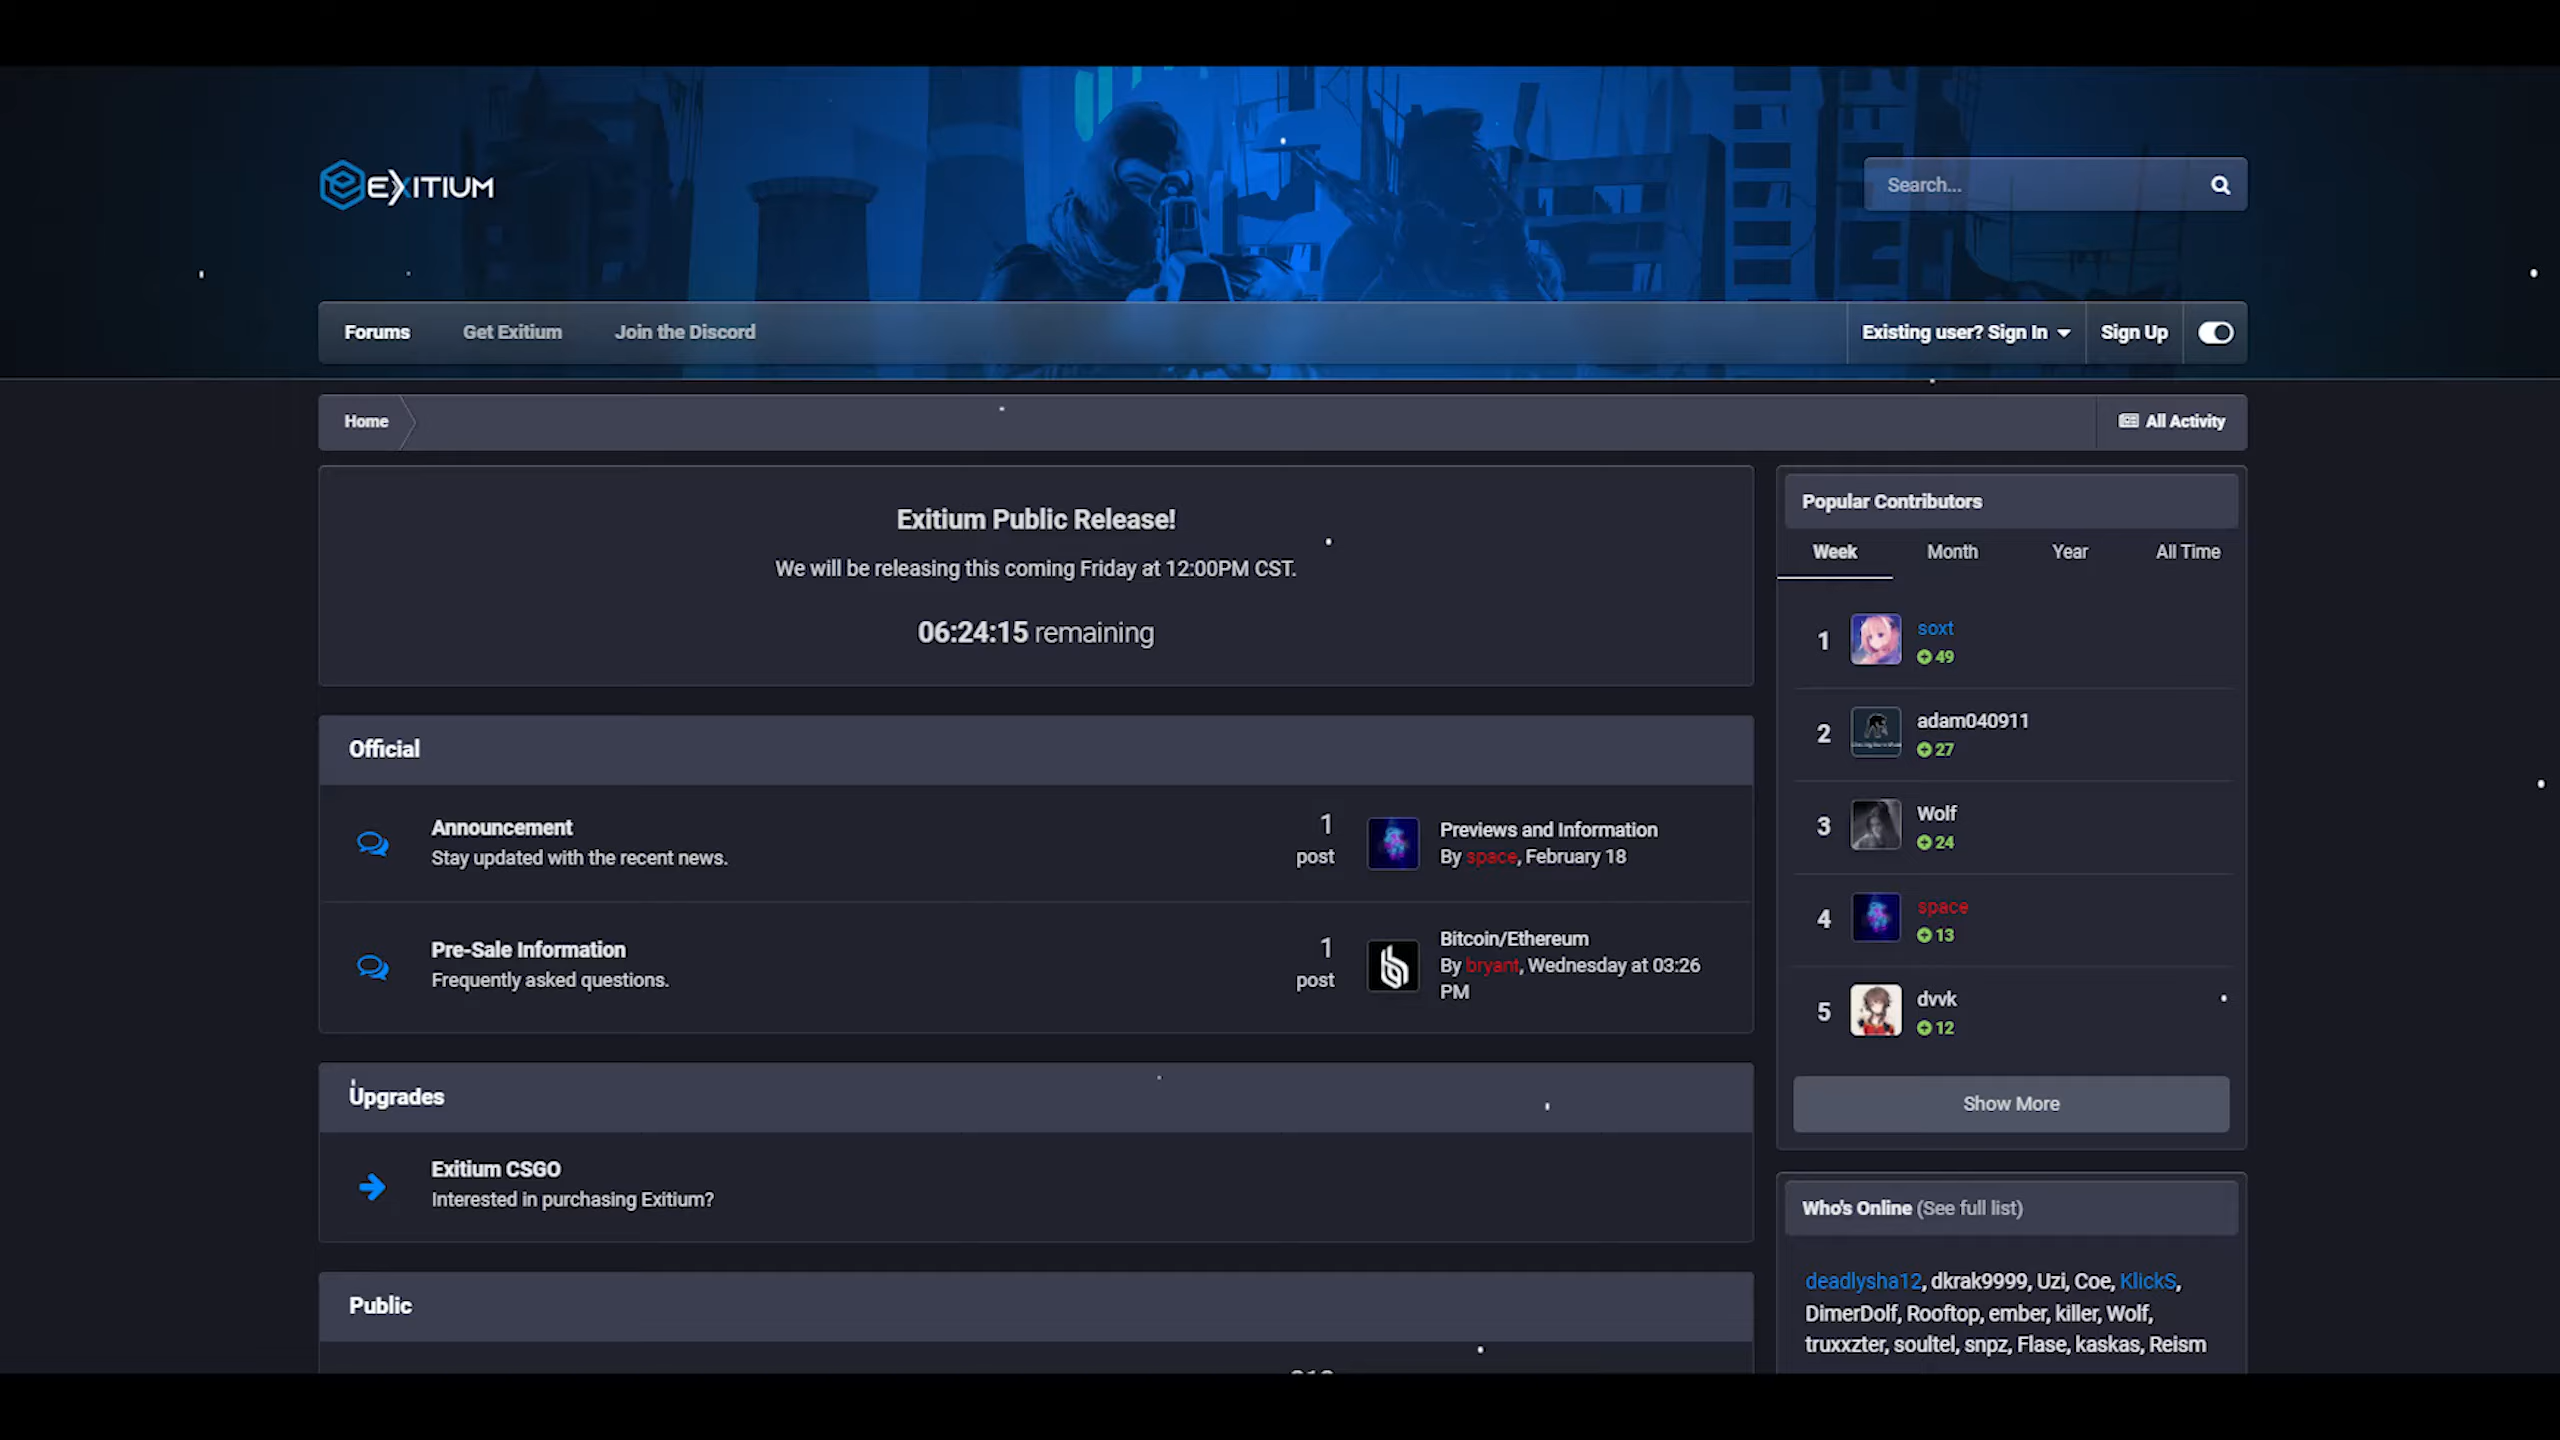 EXITIUM
Search...
Forums
Get Exitium
Join the Discord
Existing user? Sign In
Sign Up
Home
All Activity
Exitium Public Release!
We will be releasing this coming Friday at 12:00PM CST.
06:24:15 remaining
Official
Announcement
Stay updated with the recent news.
1
post
Previews and Information
By space, February 18
Pre-Sale Information
Frequently asked questions.
1
post
Bitcoin/Ethereum
By bryant, Wednesday at 03:26
PM
Upgrades
Exitium CSGO
Interested in purchasing Exitium?
Public
Popular Contributors
Week
Month
Year
All Time
1
soxt
49
2
adam040911
27
3
Wolf
24
4
space
13
5
dvvk
12
Show More
Who's Online (See full list)
deadlysha12, dkrak9999, Uzi, Coe, KlickS,
DimerDolf, Rooftop, ember, killer, Wolf,
truxxzter, soultel, snpz, Flase, kaskas, Reism